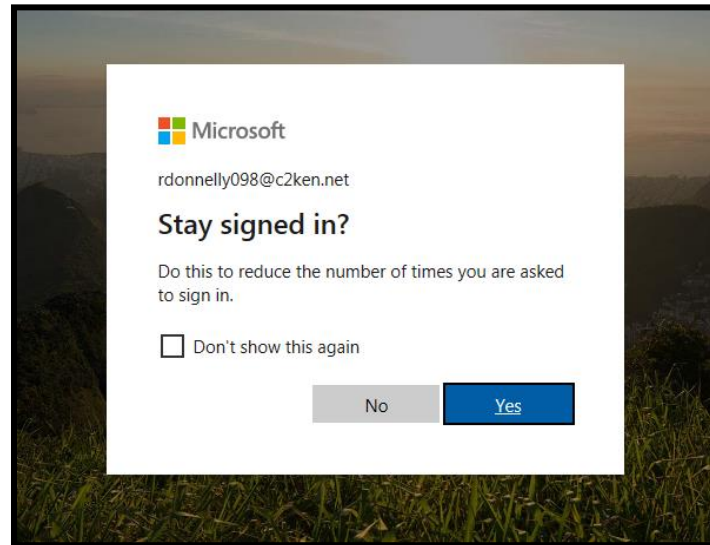 Microsoft
rdonnelly098@c2ken.net
Stay signed in?
Do this to reduce the number of times you are asked
to sign in.
Don't show this again
No
Yes